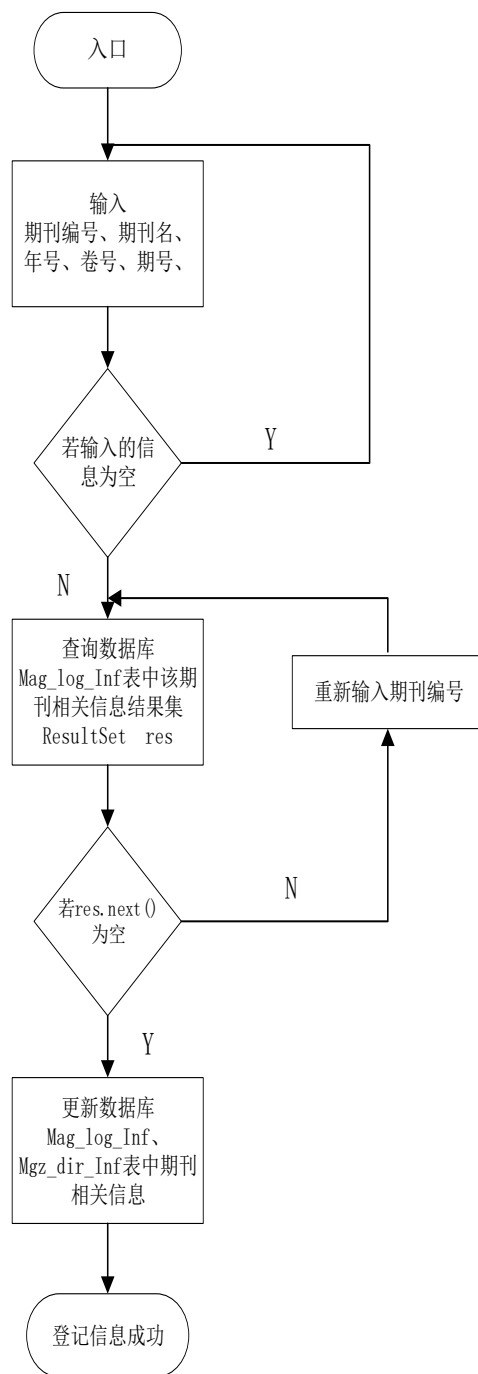 入口
输入
期刊编号、期刊名、
年号、卷号、期号、
若输入的信
息为空
Y
N
查询数据库
Mag_log_Inf表中该期
刊相关信息结果集
ResultSet  res
重新输入期刊编号
若res.next()
为空
N
Y
更新数据库
Mag_log_Inf、
Mgz_dir_Inf表中期刊
相关信息
登记信息成功